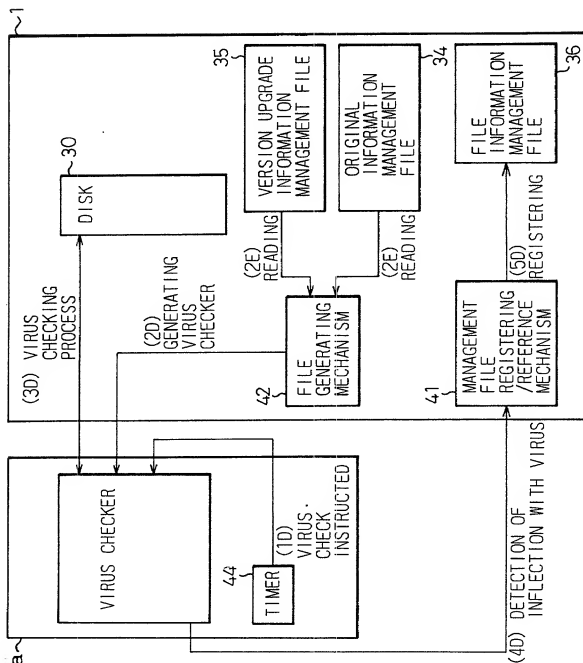 1
35
VERSION UPGRADE
INFORMATION
MANAGEMENT FILE
34
ORIGINAL
INFORMATION
MANAGEMENT
FILE
36
FILE INFORMATION
MANAGEMENT
FILE
30
DISK
(2E)
READING
(2E)
READING
(5D)
REGISTERING
(3D) VIRUS
CHECKING
PROCESS
(2D) GENERATING
VIRUS
CHECKER
42
FILE
GENERATING
MECHANISM
41
MANAGEMENT
FILE
REGISTERING
/REFERENCE
MECHANISM
a
VIRUS CHECKER
44
TIMER
(1D)
VIRUS.
CHECK
INSTRUCTED
(4D) DETECTION OF
INFLECTION WITH VIRUS